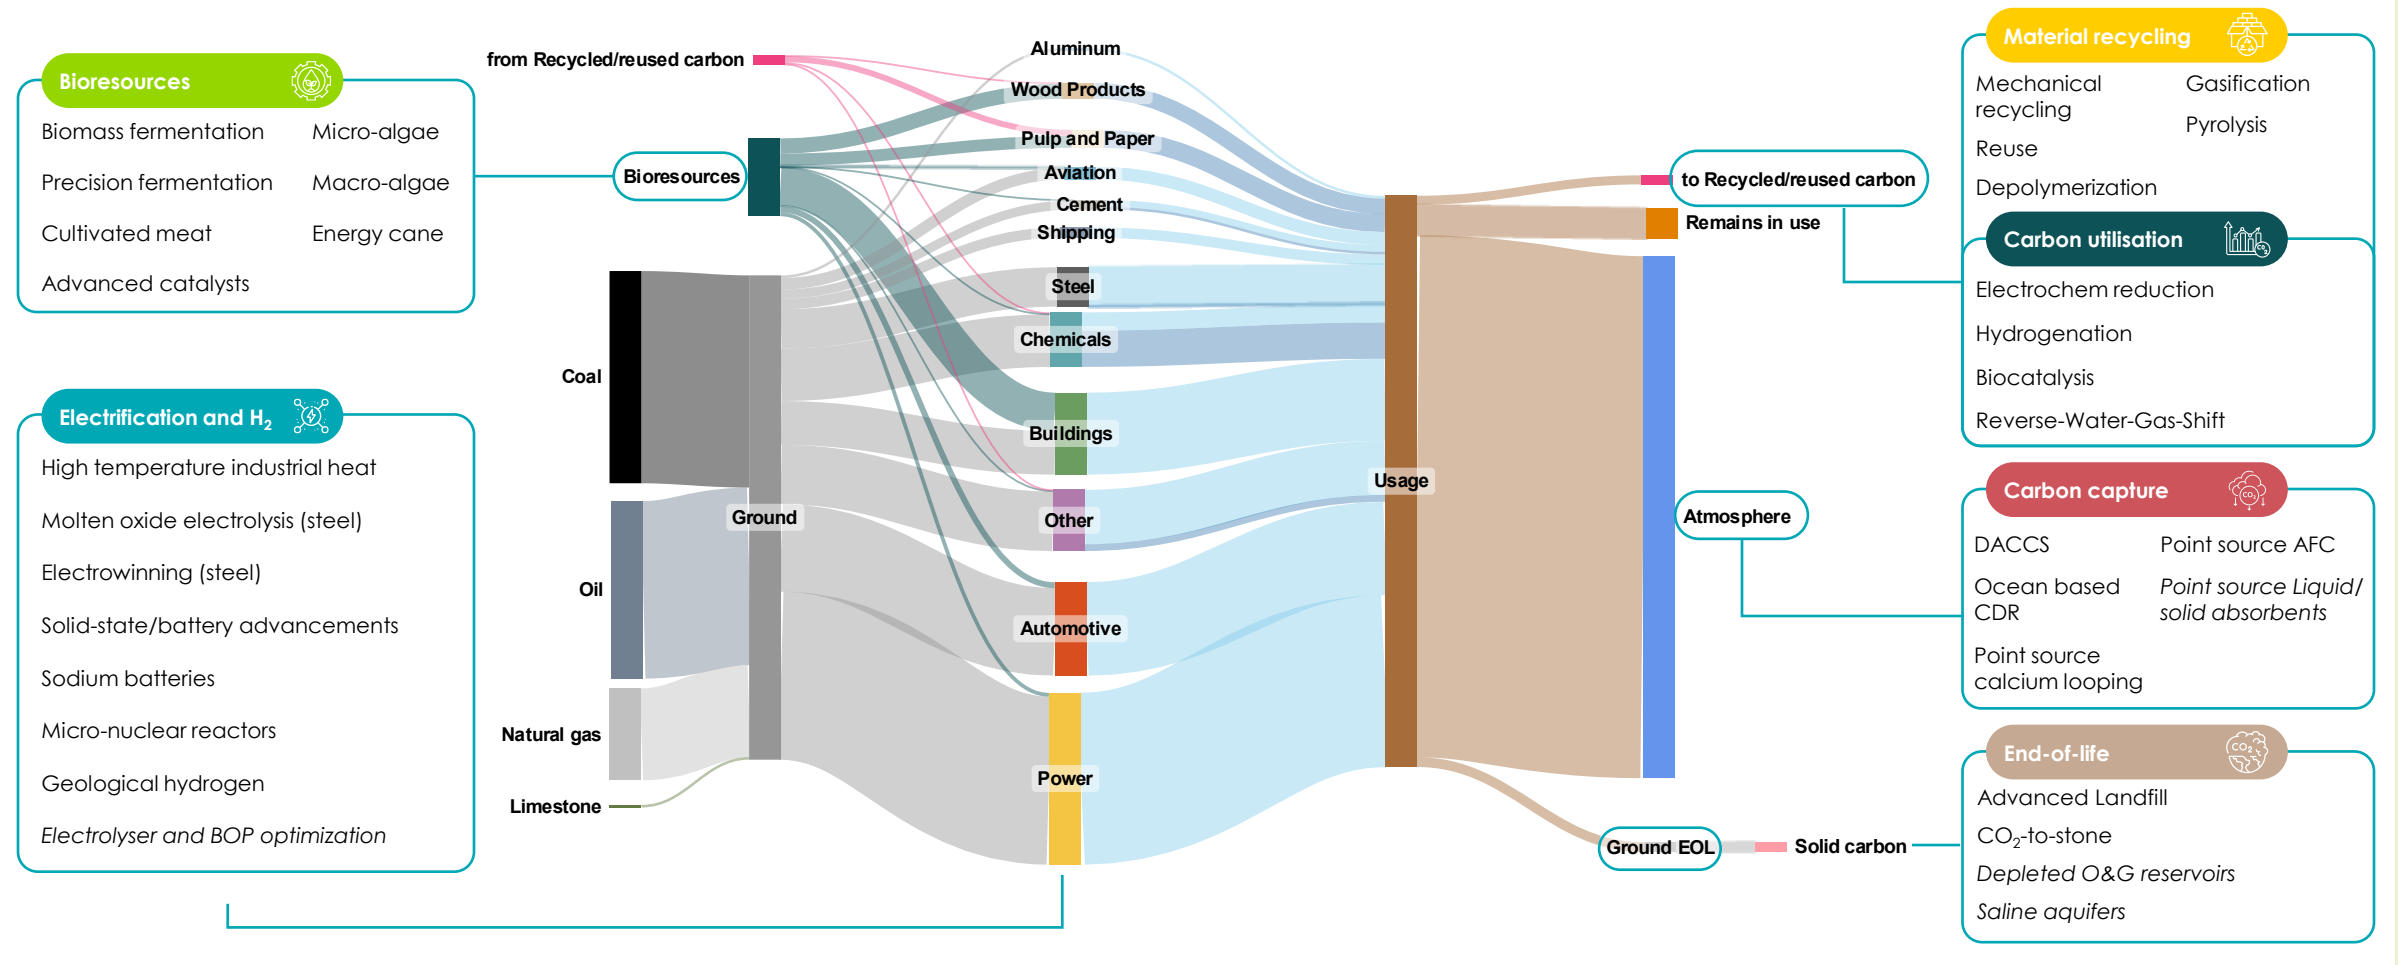 Bioresources
Biomass fermentation
Micro-algae
Precision fermentation
Macro-algae
Cultivated meat
Energy cane
Advanced catalysts
Electrification and H₂
High temperature industrial heat
Molten oxide electrolysis (steel)
Electrowinning (steel)
Solid-state/battery advancements
Sodium batteries
Micro-nuclear reactors
Geological hydrogen
Electrolyser and BOP optimization
from Recycled/reused carbon
Bioresources
Coal
Oil
Natural gas
Limestone
Ground
Aluminum
Wood Products
Pulp and Paper
Aviation
Cement
Shipping
Steel
Chemicals
Buildings
Other
Automotive
Power
Usage
to Recycled/reused carbon
Remains in use
Atmosphere
Ground EOL
Solid carbon
Material recycling
Mechanical
recycling
Gasification
Pyrolysis
Reuse
Depolymerization
Carbon utilisation
CO₂
Electrochem reduction
Hydrogenation
Biocatalysis
Reverse-Water-Gas-Shift
Carbon capture
CO₂
DACCS
Point source AFC
Ocean based
CDR
Point source Liquid/
solid absorbents
Point source
calcium looping
End-of-life
CO₂
Advanced Landfill
CO₂-to-stone
Depleted O&G reservoirs
Saline aquifers